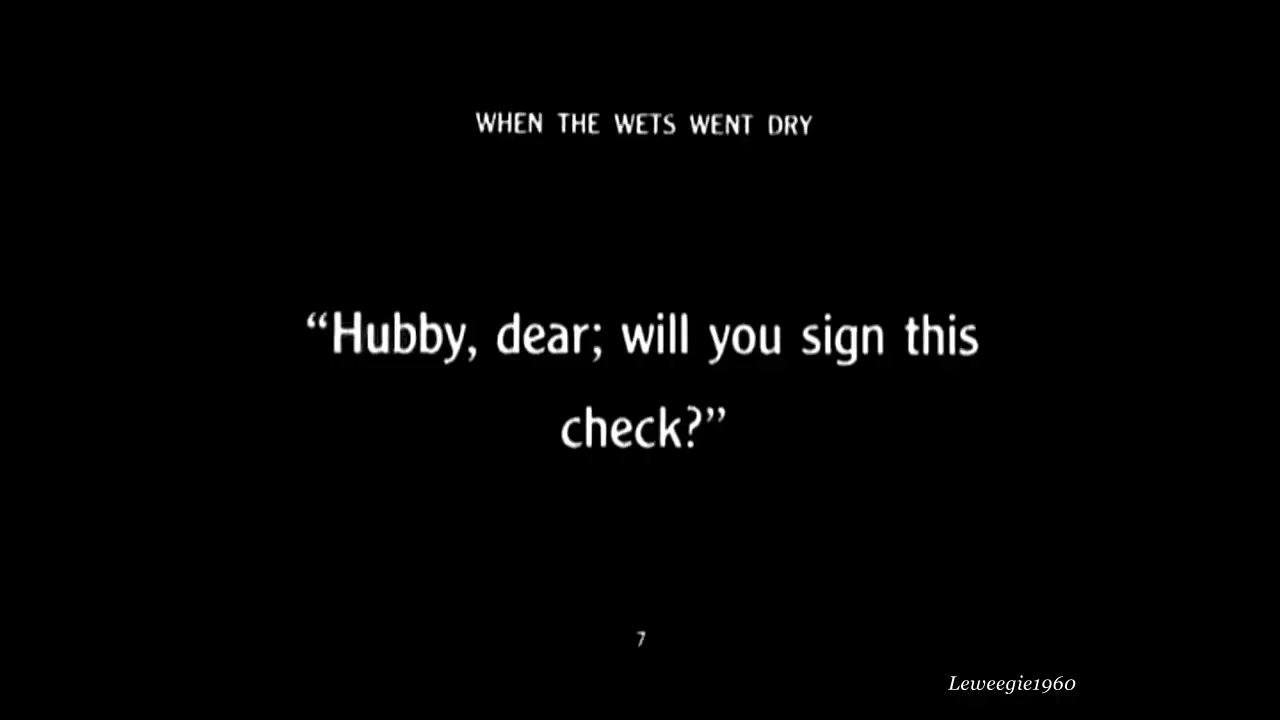 WHEN THE WETS WENT DRY
“Hubby, dear; will you sign this
check?”
7
Leweegie1960